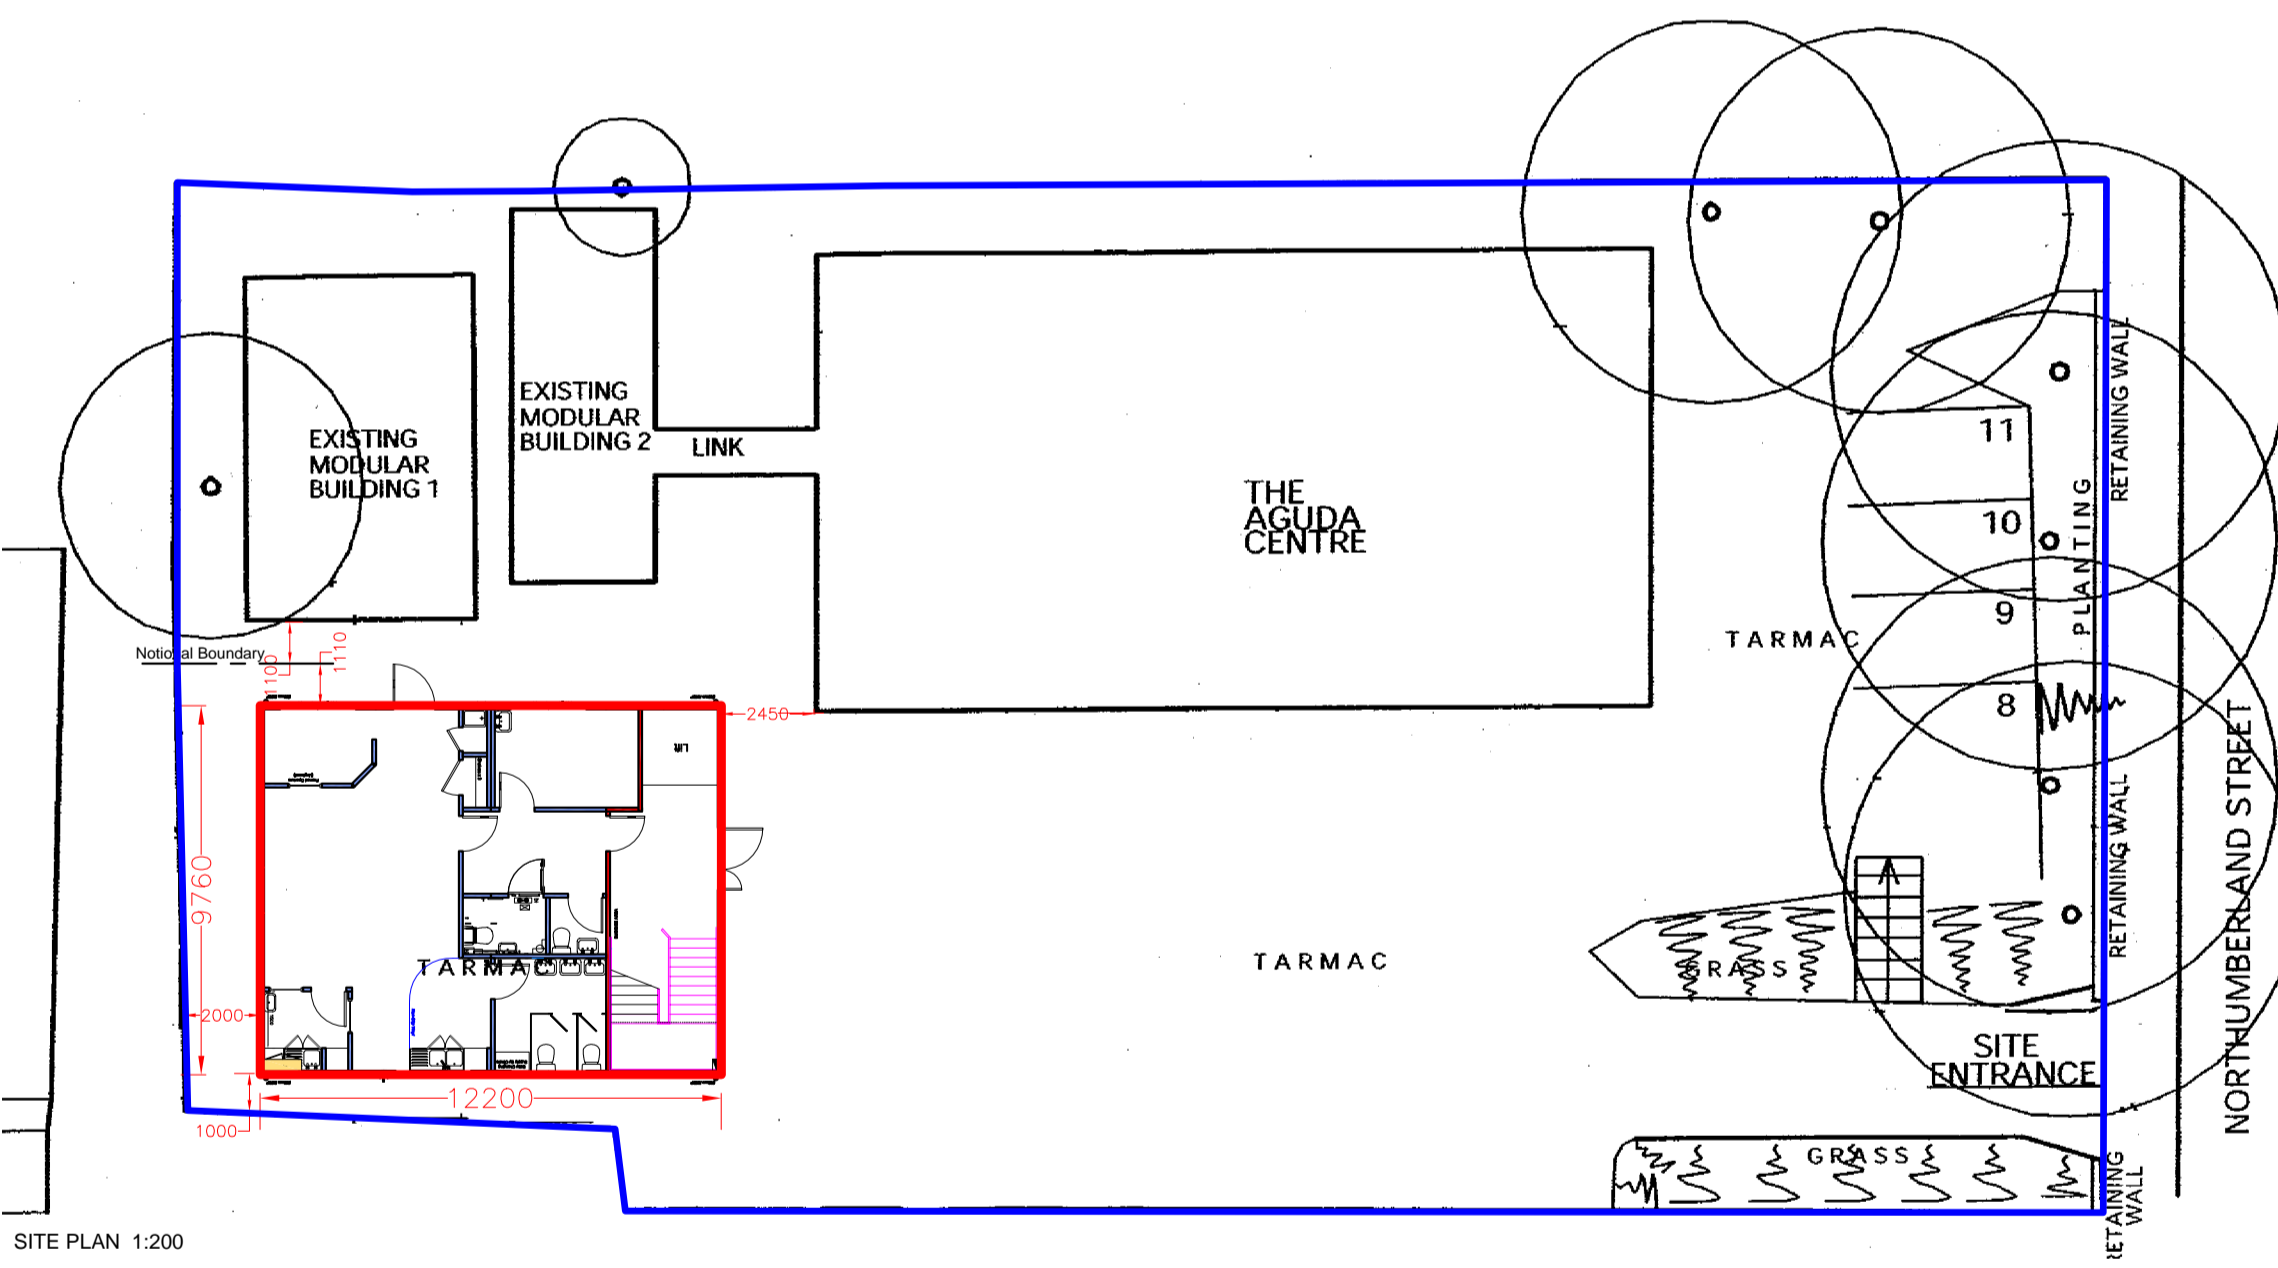 EXISTING
MODULAR
BUILDING 1
EXISTING
MODULAR
BUILDING 2
LINK
THE
AGUDA
CENTRE
11
10
9
8
PLANTING
RETAINING WALL
TARMAC
Notional Boundary
1100
1110
2450
Lift
9760
2000
12200
1000
TARMAC
TARMAC
GRASS
RETAINING WALL
SITE
ENTRANCE
NORTHUMBERLAND STREET
GRASS
RETAINING
WALL
SITE PLAN 1:200